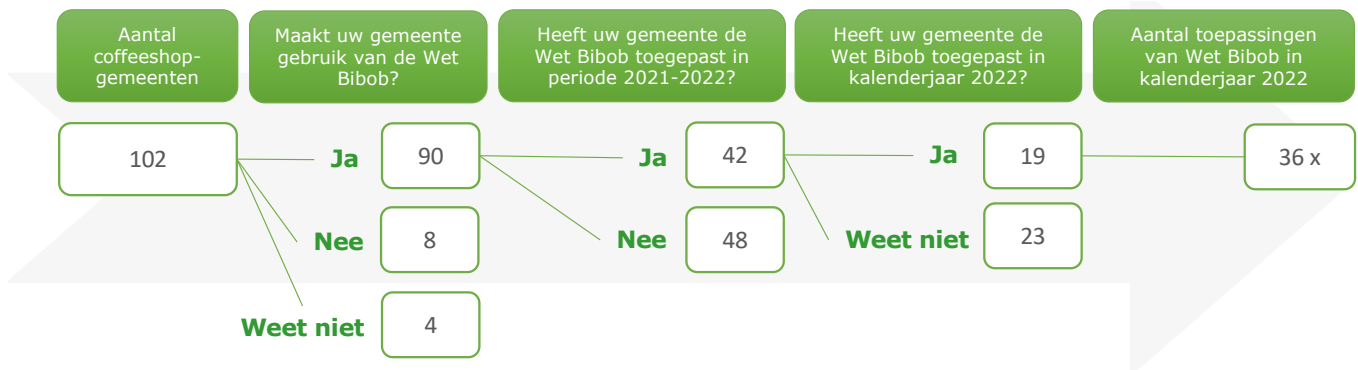 Aantal
coffeeshop-
gemeenten
Maakt uw gemeente
gebruik van de Wet
Bibob?
Heeft uw gemeente de
Wet Bibob toegepast in
periode 2021-2022?
Heeft uw gemeente de
Wet Bibob toegepast in
kalenderjaar 2022?
Aantal toepassingen
van Wet Bibob in
kalenderjaar 2022
102
Ja
90
Ja
42
Ja
19
36 x
Nee
8
Nee
48
Weet niet
23
Weet niet
4